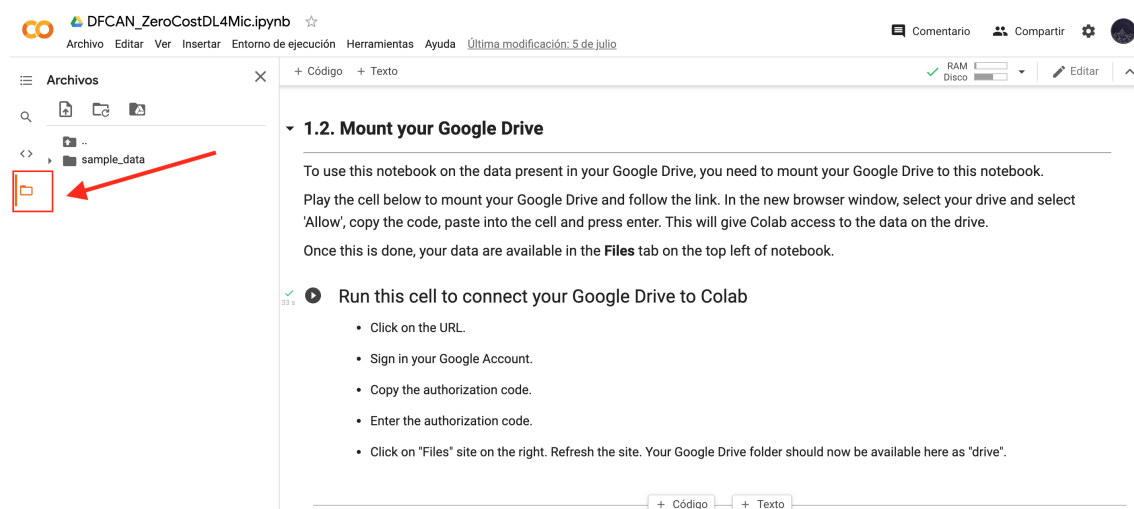 DFCAN_ZeroCostDL4Mic.ipynb
Archivo Editar Ver Insertar Entorno de ejecución Herramientas Ayuda Última modificación: 5 de julio
Comentario Compartir
Archivos
+ Código + Texto
RAM
Disco
Editar
..
sample_data
1.2. Mount your Google Drive
To use this notebook on the data present in your Google Drive, you need to mount your Google Drive to this notebook.
Play the cell below to mount your Google Drive and follow the link. In the new browser window, select your drive and select
'Allow', copy the code, paste into the cell and press enter. This will give Colab access to the data on the drive.
Once this is done, your data are available in the Files tab on the top left of notebook.
33 s
Run this cell to connect your Google Drive to Colab
• Click on the URL.
• Sign in your Google Account.
• Copy the authorization code.
• Enter the authorization code.
• Click on "Files" site on the right. Refresh the site. Your Google Drive folder should now be available here as "drive".
+ Código + Texto